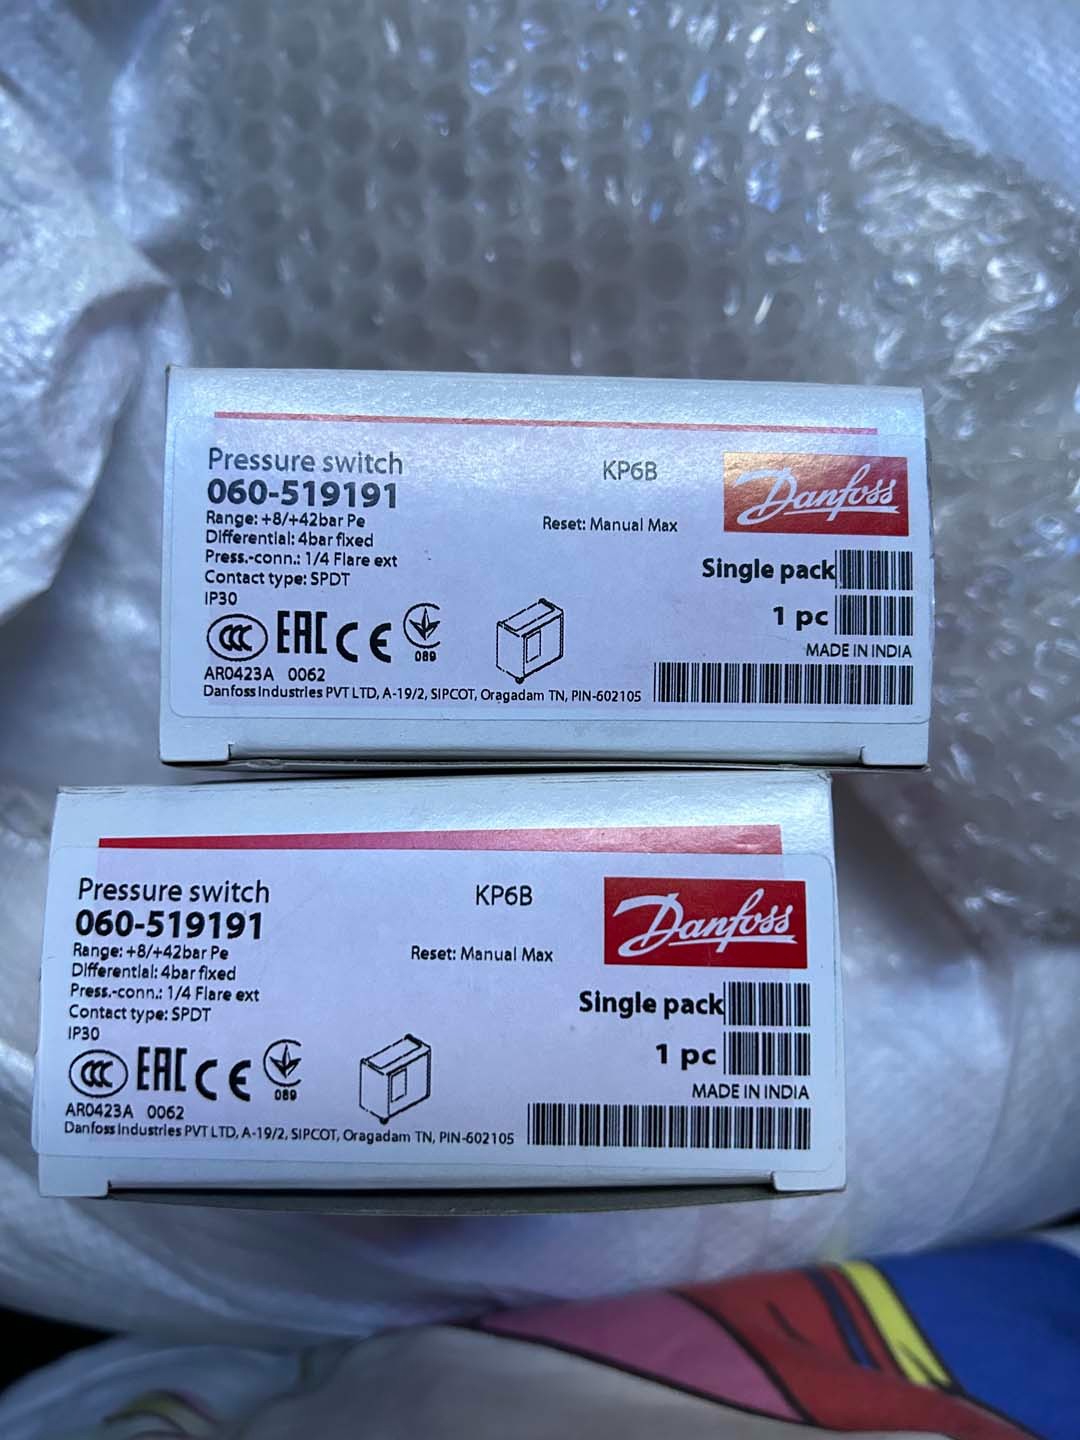 Pressure switch
060-519191
KP6B
Danfoss
Range: +8/+42bar Pe
Reset: Manual Max
Differential: 4bar fixed
Press.-conn.: 1/4 Flare ext
Single pack
Contact type: SPDT
IP30
1 pc
CCC EAC CE
089
MADE IN INDIA
AR0423A 0062
Danfoss Industries PVT LTD, A-19/2, SIPCOT, Oragadam TN, PIN-602105
Pressure switch
060-519191
KP6B
Danfoss
Range: +8/+42bar Pe
Reset: Manual Max
Differential: 4bar fixed
Press.-conn.: 1/4 Flare ext
Single pack
Contact type: SPDT
IP30
1 pc
CCC EAC CE
089
MADE IN INDIA
AR0423A 0062
Danfoss Industries PVT LTD, A-19/2, SIPCOT, Oragadam TN, PIN-602105